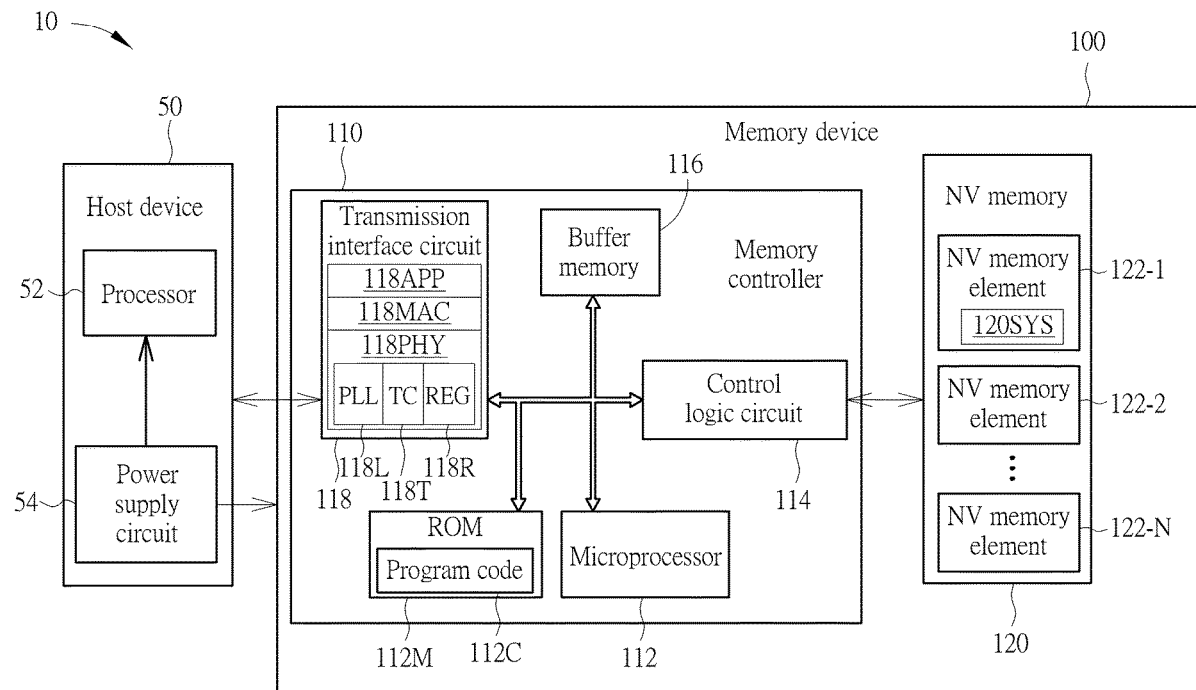 10
100
50
110
Memory device
116
Host device
Transmission
interface circuit
Buffer
memory
Memory
controller
NV memory
118APP
118MAC
118PHY
NV memory
element
120SYS
122-1
52
Processor
PLL
TC
REG
Control
logic circuit
NV memory
element
122-2
118L
118R
118
118T
114
...
54
Power
supply
circuit
ROM
Program code
Microprocessor
NV memory
element
122-N
112M
112C
112
120